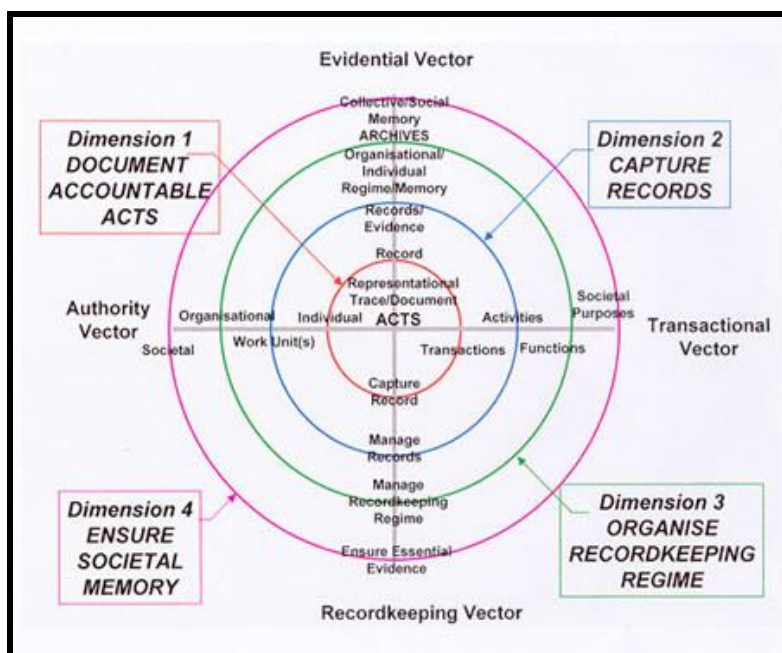 Evidential Vector
Collective/Social
Memory
ARCHIVES
Dimension 1
DOCUMENT
ACCOUNTABLE
ACTS
Dimension 2
CAPTURE
RECORDS
Organisational/
Individual
Regime/Memory
Records/
Evidence
Record
Representational
Trace/Document
ACTS
Authority
Vector
Societal
Organisational
Work Unit(s)
Individual
Transactions
Activities
Functions
Societal
Purposes
Transactional
Vector
Capture
Record
Manage
Records
Manage
Recordkeeping
Regime
Ensure Essential
Evidence
Dimension 4
ENSURE
SOCIETAL
MEMORY
Dimension 3
ORGANISE
RECORDKEEPING
REGIME
Recordkeeping Vector